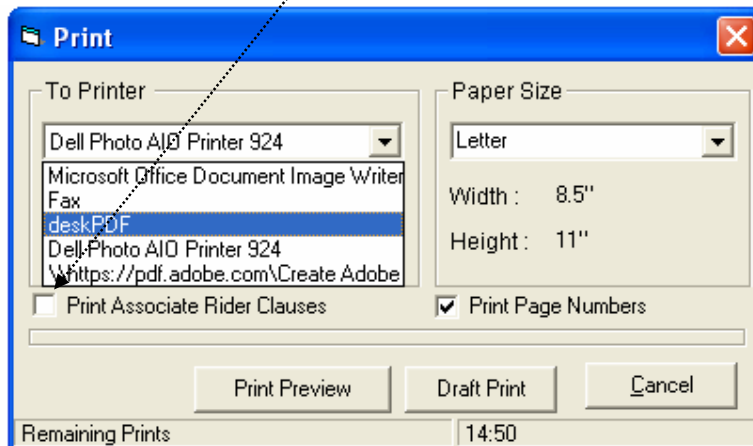 Print
To Printer
Paper Size
Dell Photo AIO Printer 924
Letter
Microsoft Office Document Image Writer
Fax
deskPDF
Dell Photo AIO Printer 924
\\https://pdf.adobe.com\Create Adobe
Width : 8.5"
Height : 11"
Print Associate Rider Clauses
Print Page Numbers
Print Preview
Draft Print
Cancel
Remaining Prints
14:50